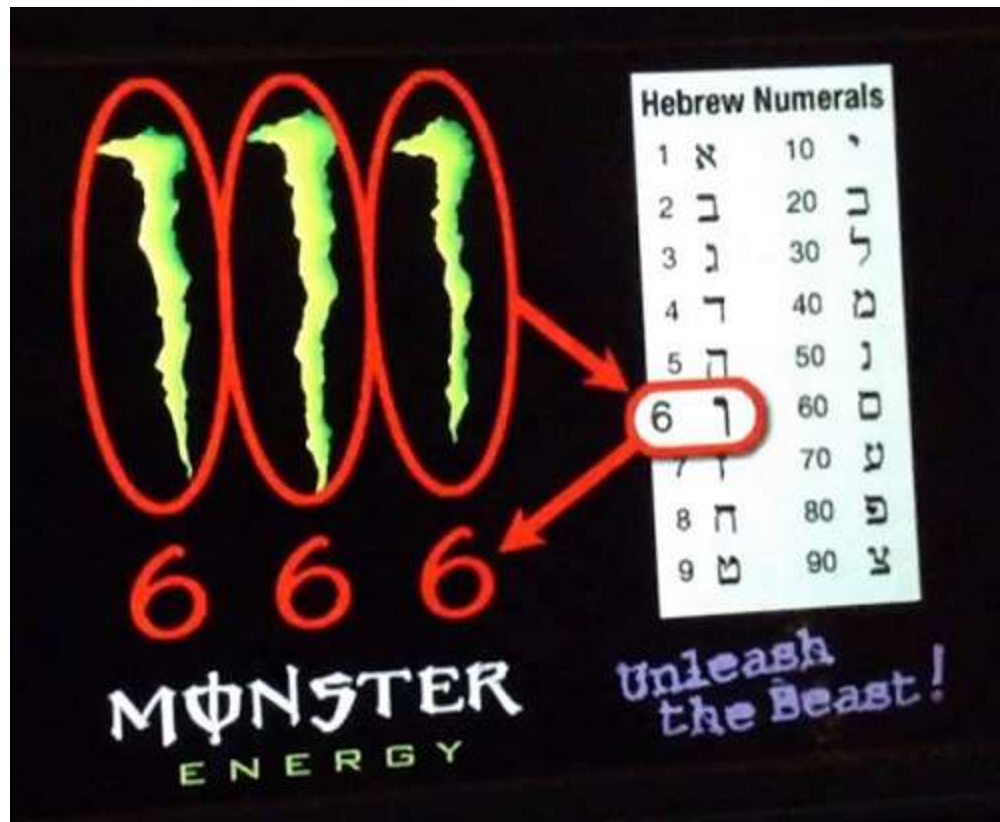 Hebrew Numerals
1 א 10 י
2 ב 20 כ
3 ג 30 ל
4 ד 40 מ
5 ה 50 נ
6 ו 60 ס
7 ז 70 ע
8 ח 80 פ
9 ט 90 צ
6 6 6
MONSTER
ENERGY
Unleash
the Beast!